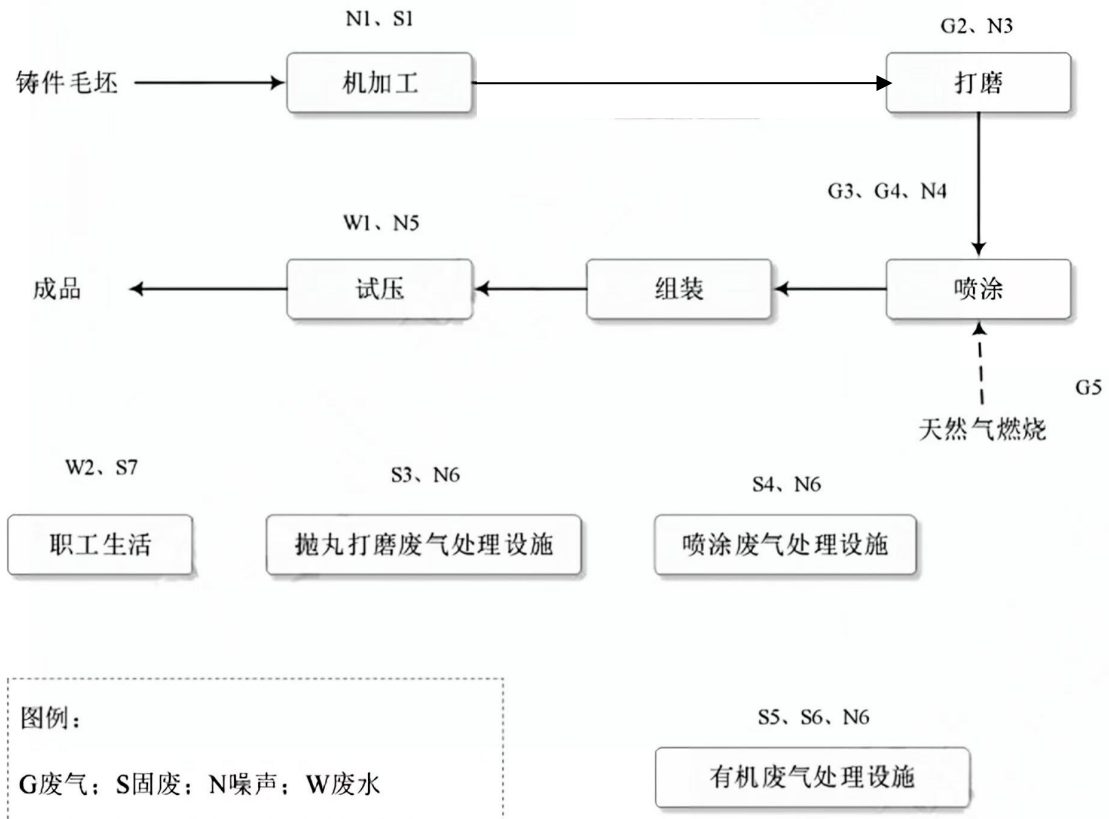 N1、S1
G2、N3
铸件毛坯
机加工
打磨
G3、G4、N4
W1、N5
成品
试压
组装
喷涂
G5
天然气燃烧
W2、S7
S3、N6
S4、N6
职工生活
抛丸打磨废气处理设施
喷涂废气处理设施
图例：
S5、S6、N6
G废气；S固废；N噪声；W废水
有机废气处理设施